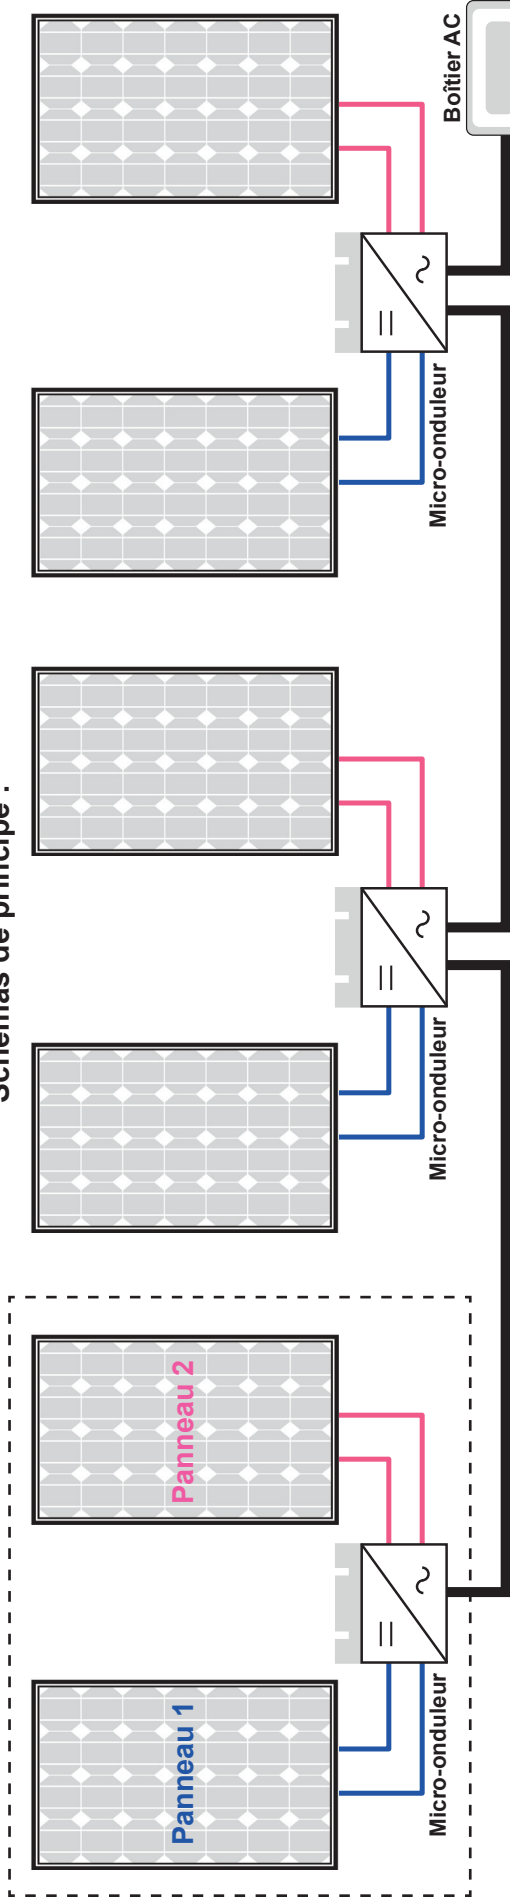 Schémas de principe :
Panneau 1
Panneau 2
Micro-onduleur
Micro-onduleur
Micro-onduleur
Boîtier AC